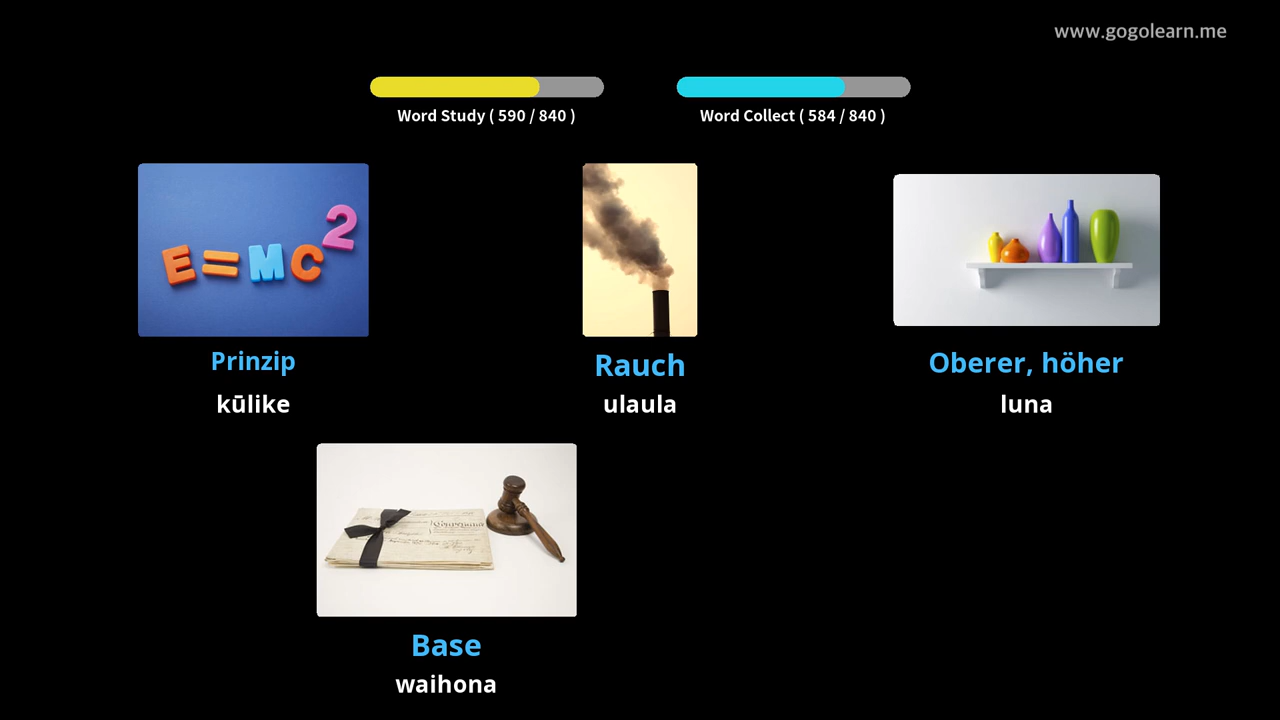 www.gogolearn.me
Word Study ( 590 / 840 )
Word Collect ( 584 / 840 )
E=MC2
Prinzip
kūlike
Rauch
ulaula
Oberer, höher
luna
Base
waihona